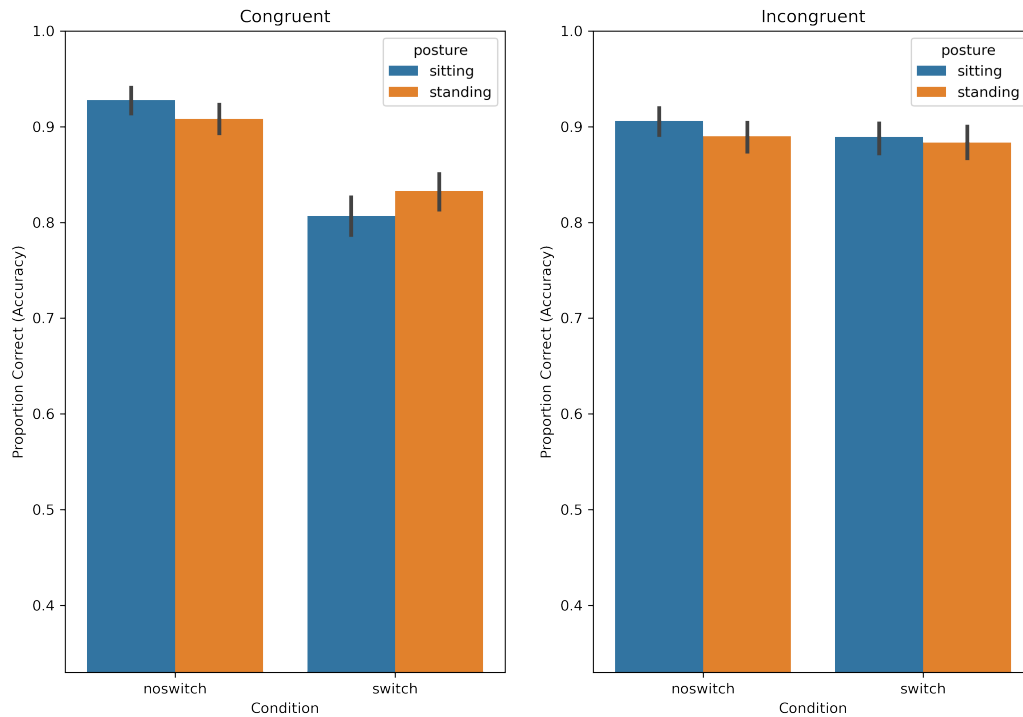 Congruent
posture
sitting
standing
1.0
0.9
0.8
0.7
0.6
0.5
0.4
Proportion Correct (Accuracy)
noswitch
switch
Condition
Incongruent
posture
sitting
standing
1.0
0.9
0.8
0.7
0.6
0.5
0.4
Proportion Correct (Accuracy)
noswitch
switch
Condition